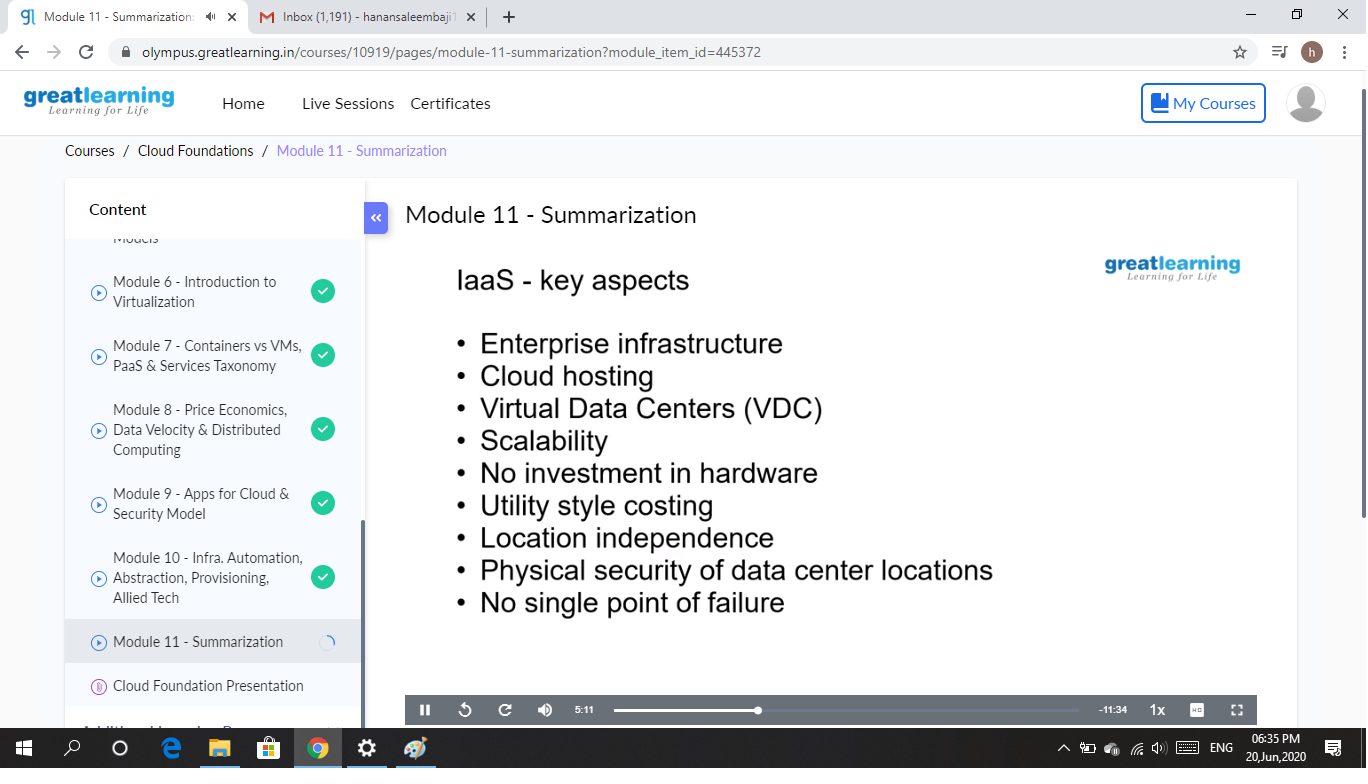 Module 11 - Summarization:
Inbox (1,191) - hanansaleembaji1
olympus.greatlearning.in/courses/10919/pages/module-11-summarization?module_item_id=445372
h
greatlearning
Learning for Life
Home
Live Sessions
Certificates
My Courses
Courses / Cloud Foundations / Module 11 - Summarization
Content
Models
Module 6 - Introduction to
Virtualization
Module 7 - Containers vs VMs,
PaaS & Services Taxonomy
Module 8 - Price Economics,
Data Velocity & Distributed
Computing
Module 9 - Apps for Cloud &
Security Model
Module 10 - Infra. Automation,
Abstraction, Provisioning,
Allied Tech
Module 11 - Summarization
Cloud Foundation Presentation
Module 11 - Summarization
greatlearning
Learning for Life
IaaS - key aspects
• Enterprise infrastructure
• Cloud hosting
• Virtual Data Centers (VDC)
• Scalability
• No investment in hardware
• Utility style costing
• Location independence
• Physical security of data center locations
• No single point of failure
5:11
-11:34
1x
HD
ENG
06:35 PM
20,Jun,2020